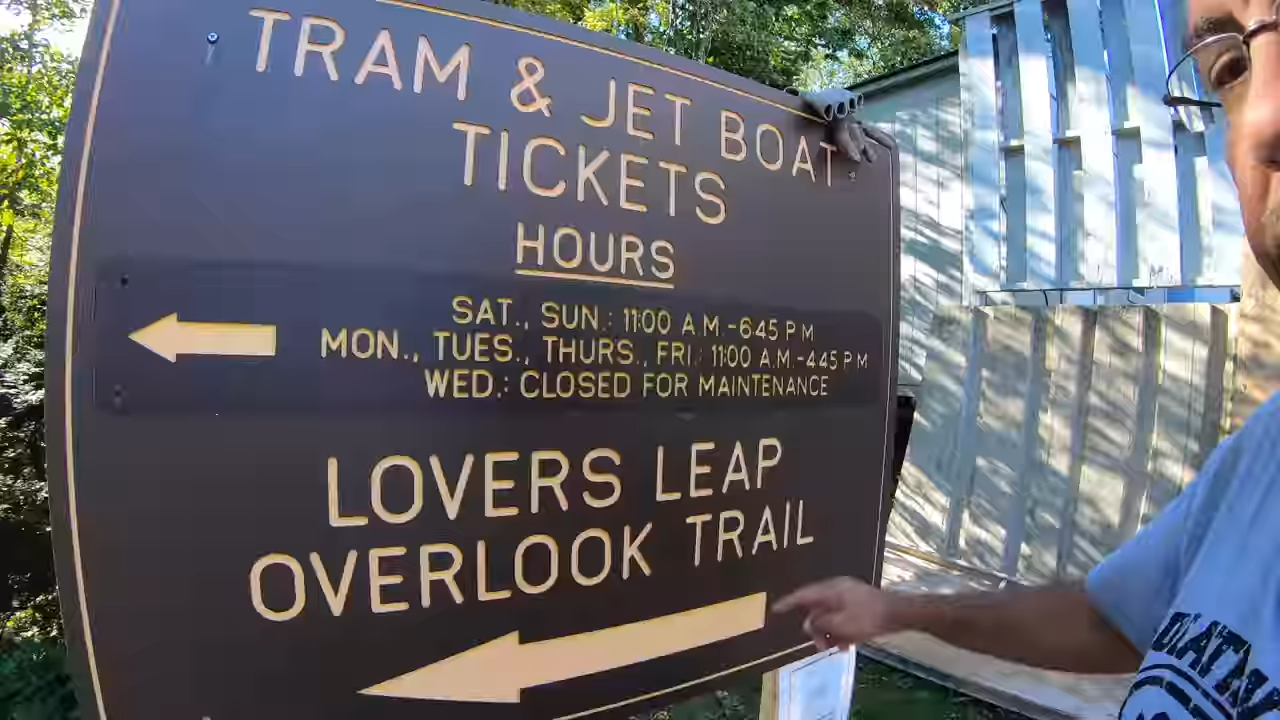 TRAM & JET BOAT
TICKETS
HOURS
SAT., SUN.: 11:00 A.M.-6:45 P M
MON., TUES., THURS., FRI.: 11:00 A.M.-4:45 P M
WED.: CLOSED FOR MAINTENANCE
LOVERS LEAP
OVERLOOK TRAIL